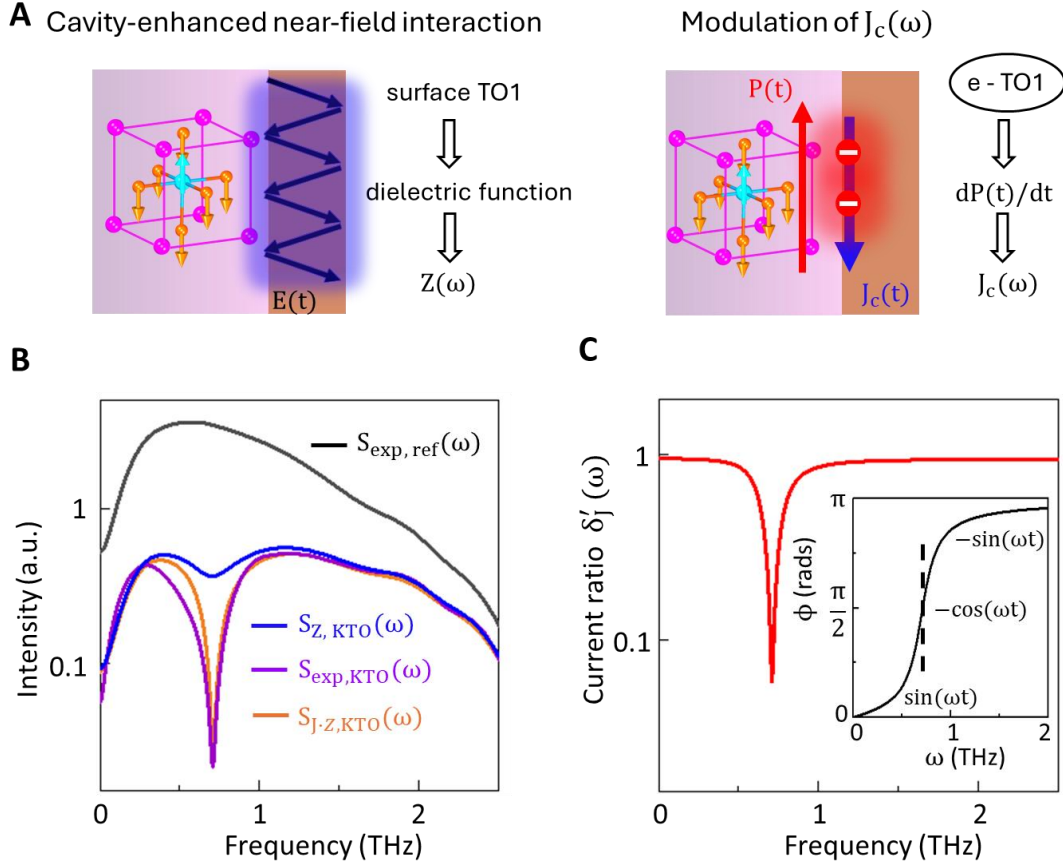 A Cavity-enhanced near-field interaction
surface TO1
dielectric function
Z(ω)
E(t)
Modulation of J_c(ω)
P(t)
e - TO1
dP(t)/dt
J_c(ω)
J_c(t)
B
Intensity (a.u.)
1
0.1
S_exp, ref(ω)
S_Z, KTO(ω)
S_exp,KTO(ω)
S_J·Z,KTO(ω)
0 1 2
Frequency (THz)
C
Current ratio δ'_J (ω)
1
0.1
ϕ (rads)
π
π/2
0
−sin(ωt)
−cos(ωt)
sin(ωt)
0 1 2
ω (THz)
0 1 2
Frequency (THz)